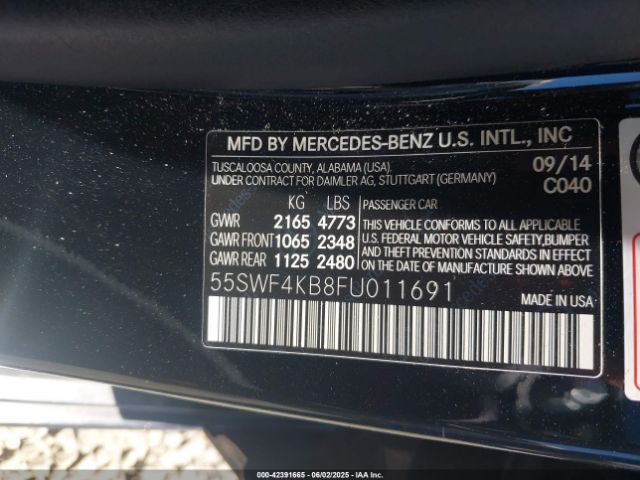 MFD BY MERCEDES-BENZ U.S. INTL., INC
TUSCALOOSA COUNTY, ALABAMA (USA) 09/14
UNDER CONTRACT FOR DAIMLER AG, STUTTGART (GERMANY) C040
KG LBS PASSENGER CAR
GVWR 2165 4773 THIS VEHICLE CONFORMS TO ALL APPLICABLE
GAWR FRONT 1065 2348 U.S. FEDERAL MOTOR VEHICLE SAFETY, BUMPER
GAWR REAR 1125 2480 AND THEFT PREVENTION STANDARDS IN EFFECT
ON THE DATE OF MANUFACTURE SHOWN ABOVE.
55SWF4KB8FU011691 MADE IN USA
000-42391665 - 06/02/2025 - IAAI.COM